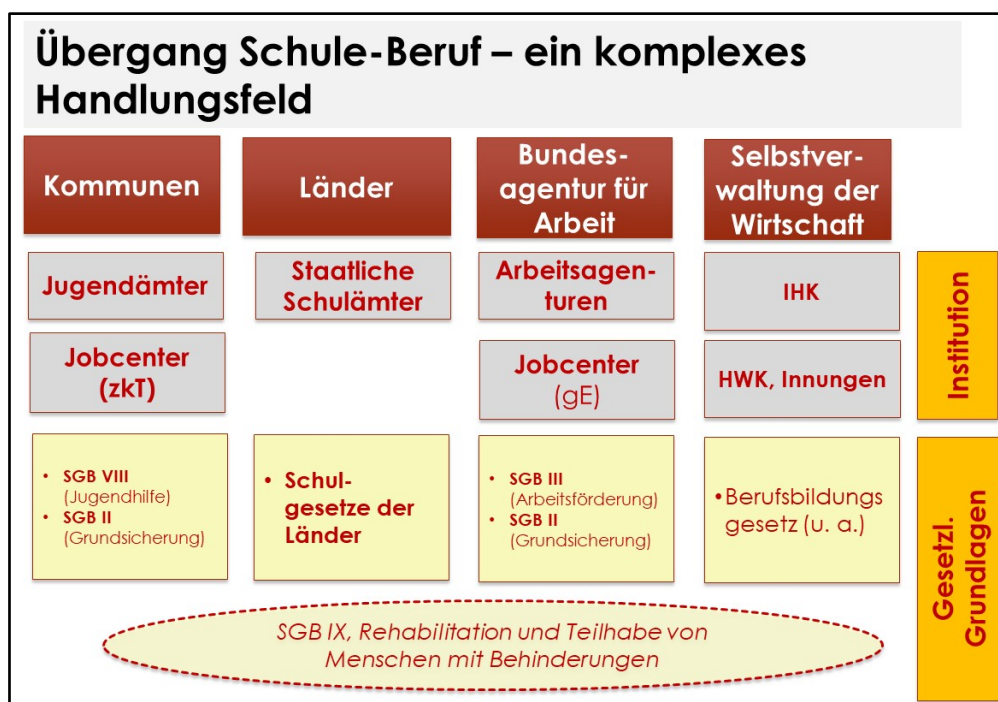 Übergang Schule-Beruf – ein komplexes
Handlungsfeld
Kommunen
Länder
Bundes-
agentur für
Arbeit
Selbstver-
waltung der
Wirtschaft
Jugendämter
Staatliche
Schulämter
Arbeitsagen-
turen
IHK
Institution
Jobcenter
(zkT)
Jobcenter
(gE)
HWK, Innungen
• SGB VIII
(Jugendhilfe)
• SGB II
(Grundsicherung)
• Schul-
gesetze der
Länder
• SGB III
(Arbeitsförderung)
• SGB II
(Grundsicherung)
•Berufsbildungs
gesetz (u. a.)
Gesetzl.
Grundlagen
SGB IX, Rehabilitation und Teilhabe von
Menschen mit Behinderungen